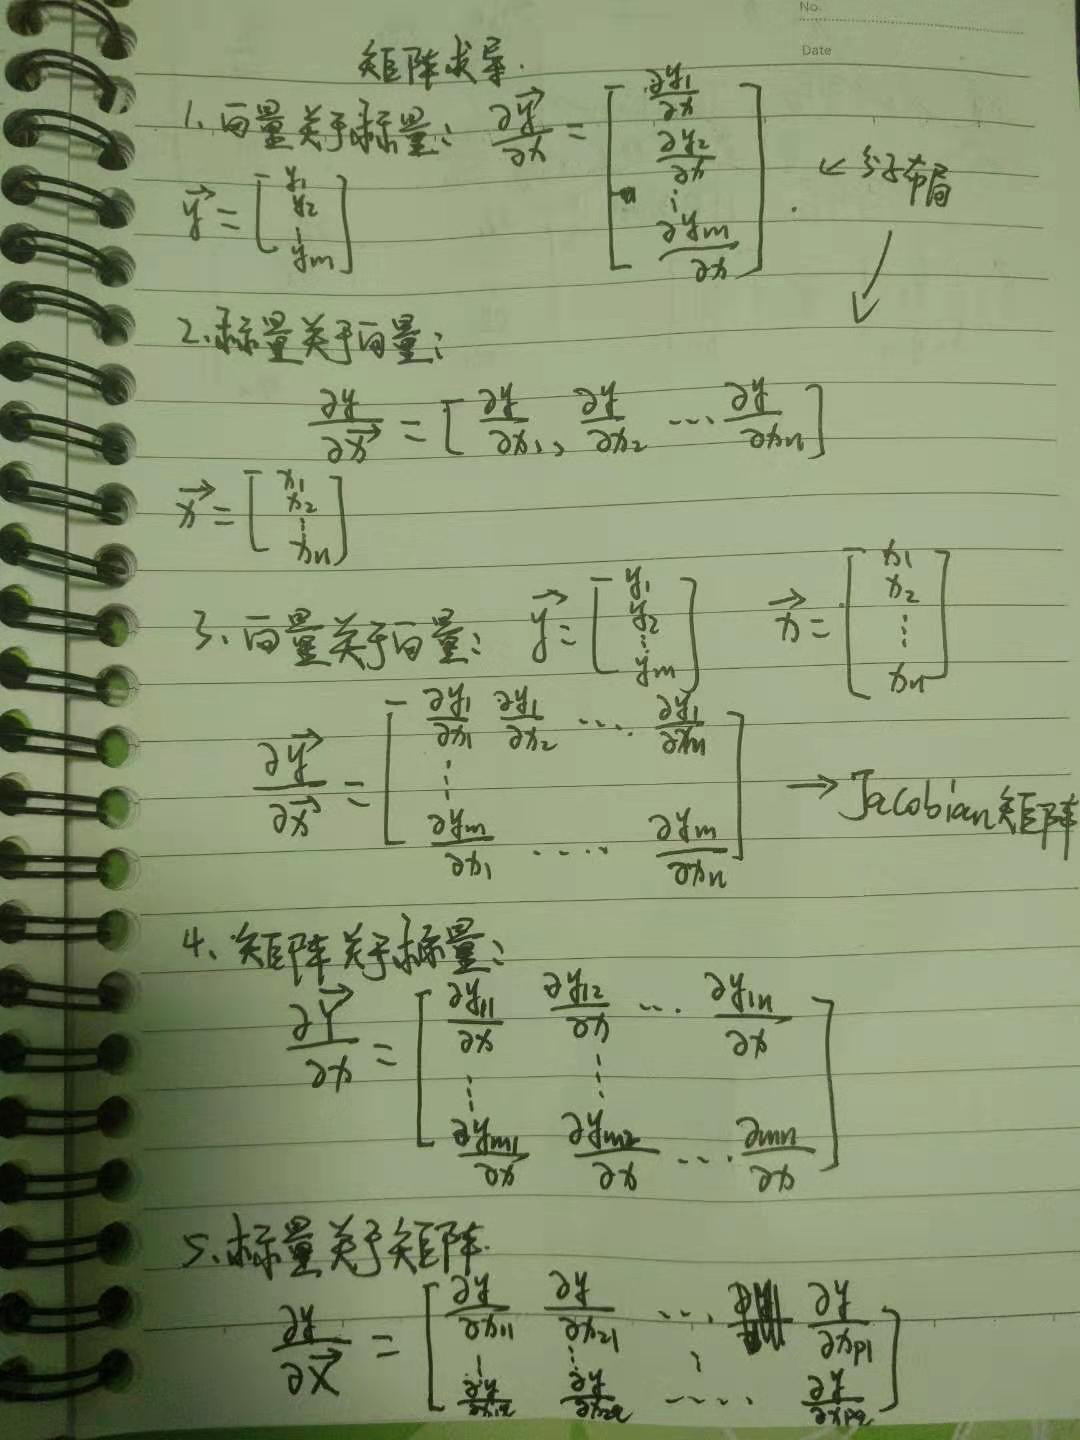 No.
Date
矩阵求导.
1、向量关于标量: ∂y⃗/∂x = [∂y₁/∂x ∂y₂/∂x ⋮ ∂yₘ/∂x] . ← 分子布局
y⃗ = [y₁ y₂ ⋮ yₘ]
2、标量关于向量:
∂y/∂x⃗ = [∂y/∂x₁, ∂y/∂x₂ ⋯ ∂y/∂xₙ]
x⃗ = [x₁ x₂ ⋮ xₙ]
3、向量关于向量: y⃗ = [y₁ y₂ ⋮ yₘ] x⃗ = [x₁ x₂ ⋮ xₙ]
∂y⃗/∂x⃗ = [∂y₁/∂x₁ ∂y₁/∂x₂ ⋯ ∂y₁/∂xₙ ⋮ ∂yₘ/∂x₁ ⋯ ∂yₘ/∂xₙ] → Jacobian矩阵
4、矩阵关于标量:
∂Y⃗/∂x = [∂y₁₁/∂x ∂y₁₂/∂x ⋯ ∂y₁ₙ/∂x ⋮ ⋮ ∂yₘ₁/∂x ∂yₘ₂/∂x ⋯ ∂mn/∂x]
5、标量关于矩阵.
∂y/∂X⃗ = [∂y/∂x₁₁ ∂y/∂x₂₁ ⋯ ∂y/∂xₚ₁ ⋮ ⋮ ⋮ ∂y/∂x1q ∂y/∂x2q ⋯ ∂y/∂xpq]